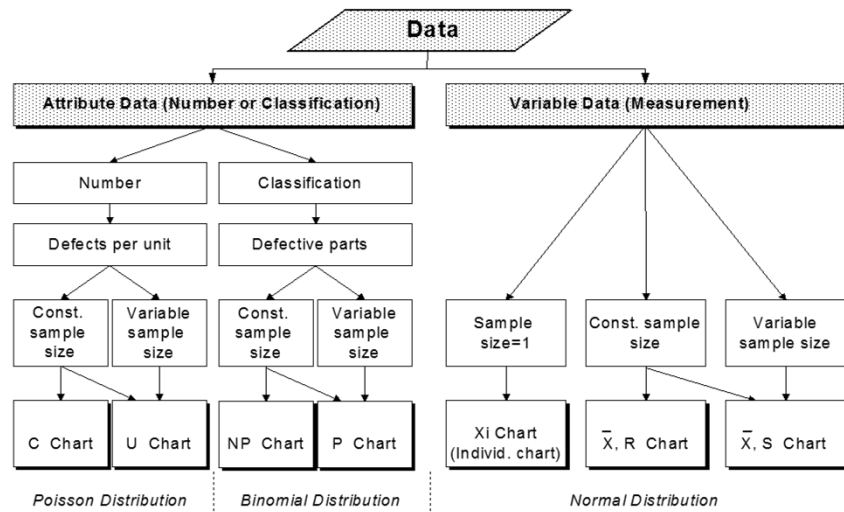 Data
Attribute Data (Number or Classification)
Variable Data (Measurement)
Number
Classification
Defects per unit
Defective parts
Const.
sample
size
Variable
sample
size
Const.
sample
size
Variable
sample
size
Sample
size=1
Const. sample
size
Variable
sample size
C Chart
U Chart
NP Chart
P Chart
Xi Chart
(Individ. chart)
X̅, R Chart
X̅, S Chart
Poisson Distribution
Binomial Distribution
Normal Distribution